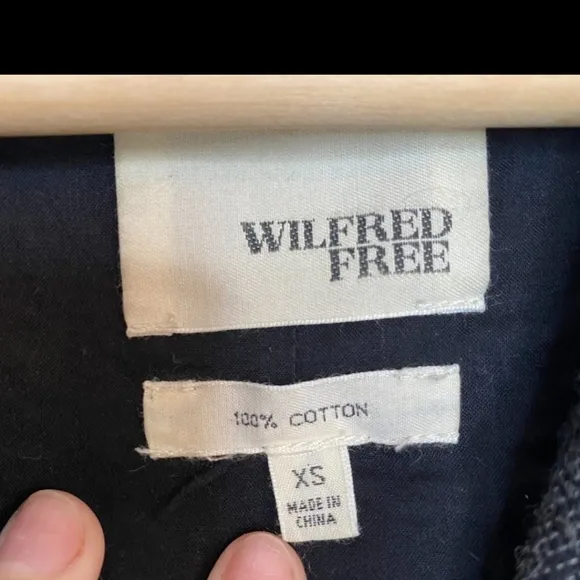 WILFRED
FREE
100% COTTON
XS
MADE IN
CHINA